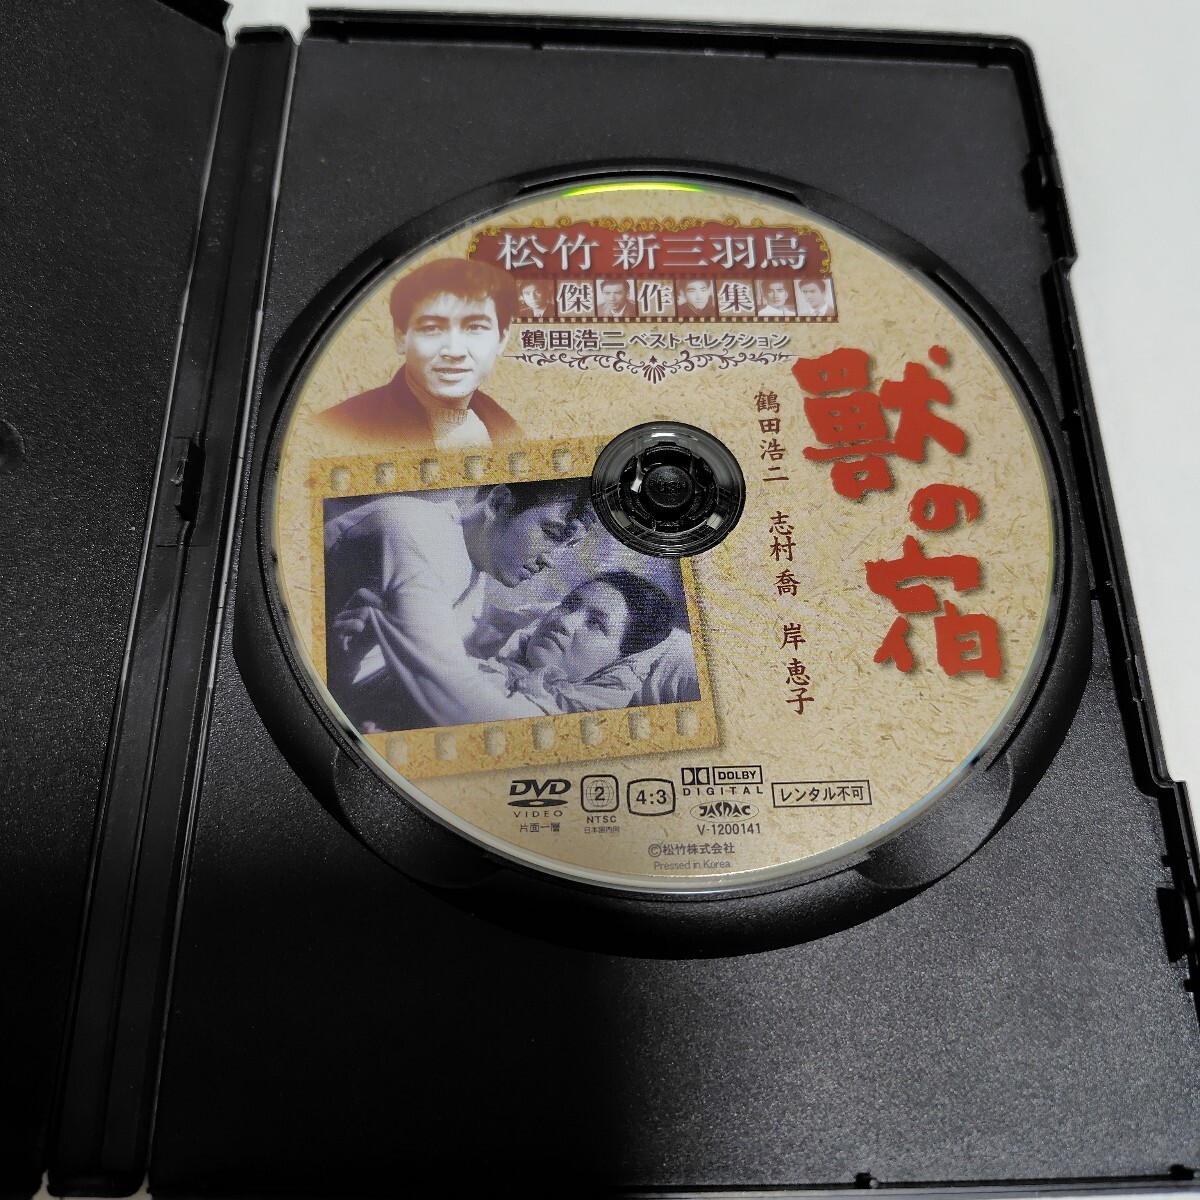 松竹 新三羽烏
傑作集
鶴田浩二 ベストセレクション
獣の宿
鶴田浩二 志村喬 岸恵子
DVD
VIDEO
片面一層
2
NTSC
日本国内向
4:3
DOLBY
DIGITAL
JASRAC
V-1200141
レンタル不可
©松竹株式会社
Pressed in Korea